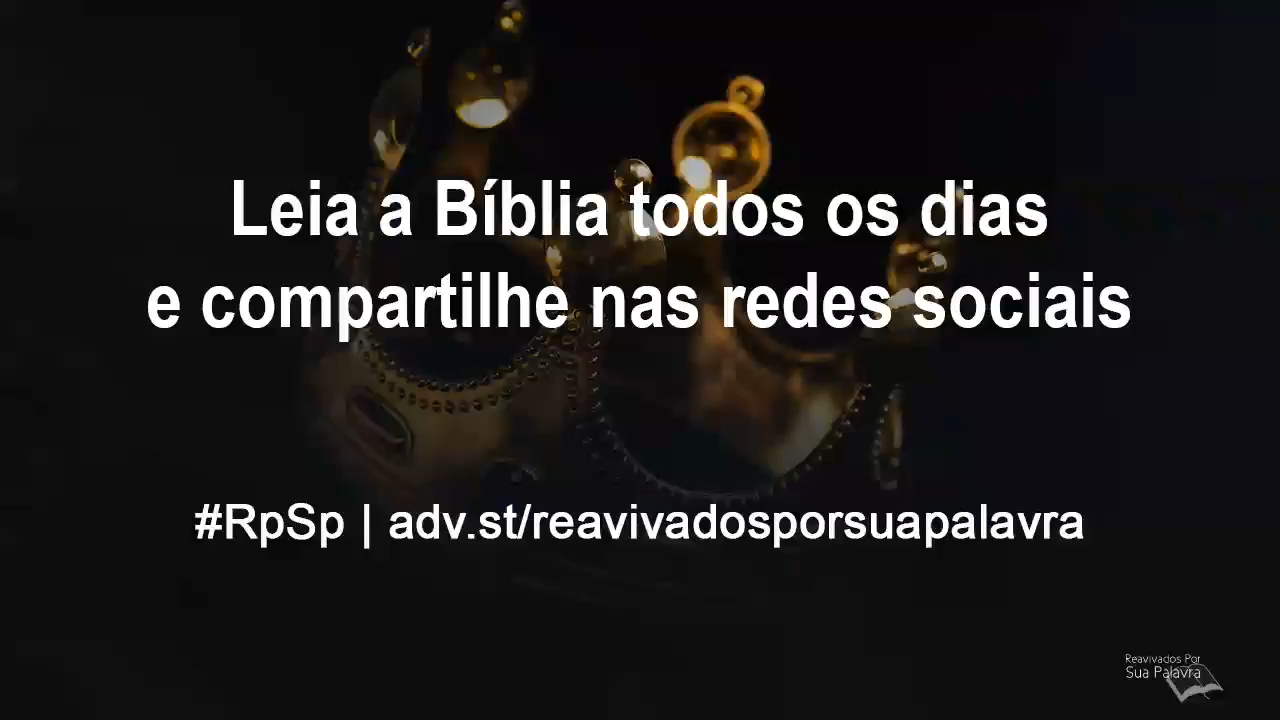 Leia a Bíblia todos os dias
e compartilhe nas redes sociais
#RpSp | adv.st/reavivadosporsuapalavra
Reavivados Por
Sua Palavra